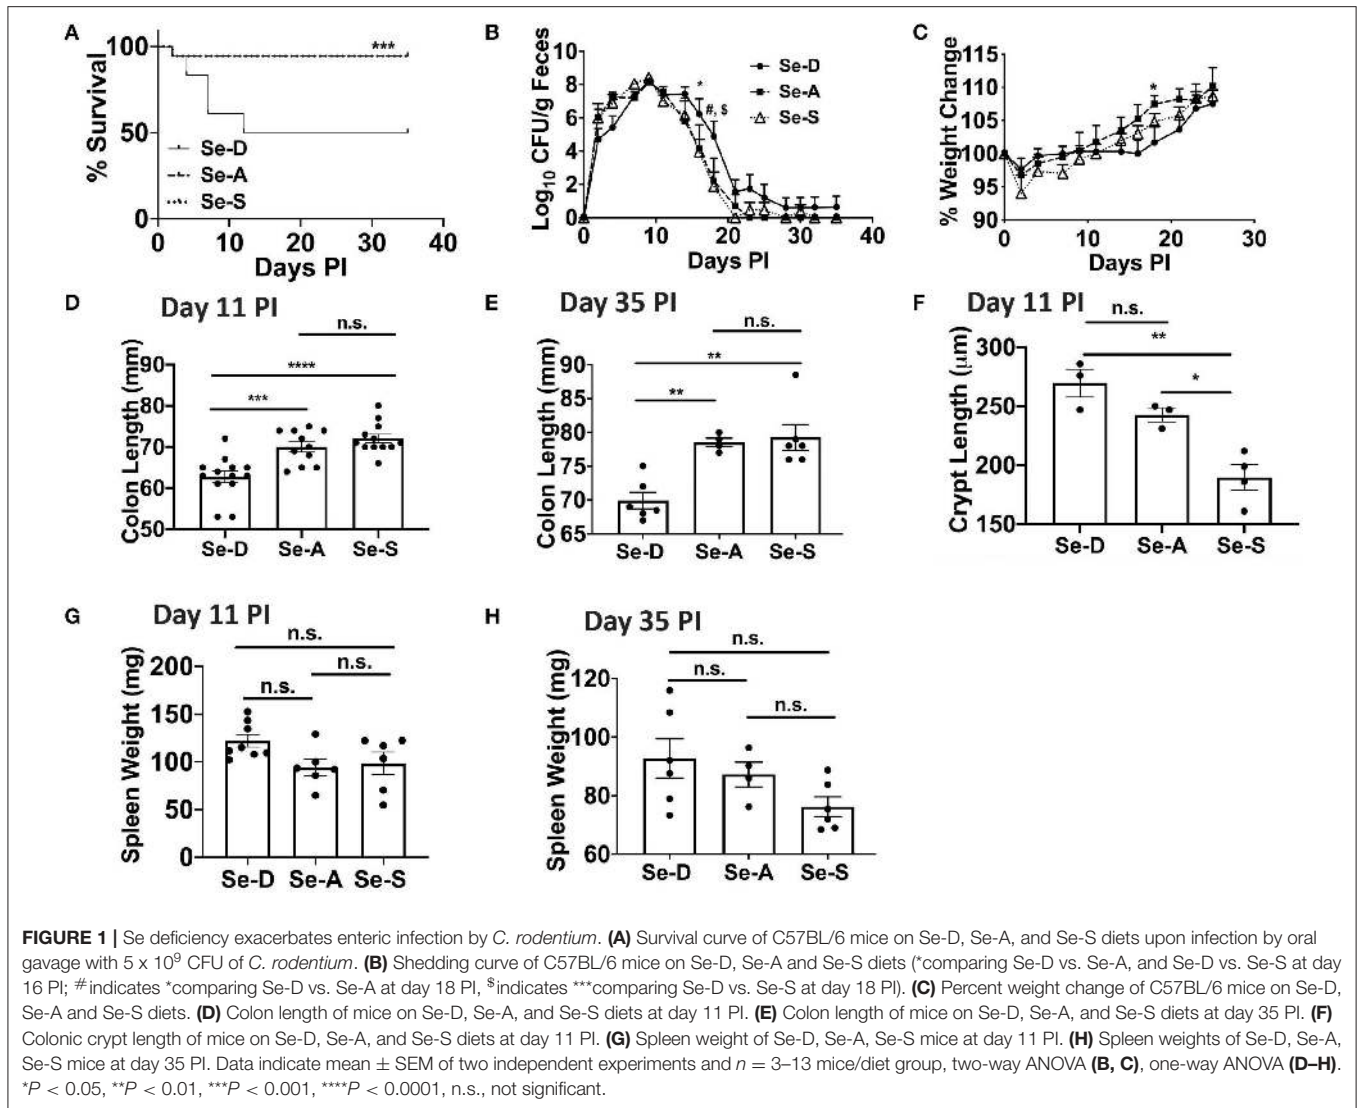 A
100
50
0
% Survival
***
Se-D
Se-A
Se-S
0 10 20 30 40
Days PI
B
10
8
6
4
2
0
Log₁₀ CFU/g Feces
*
#, $
Se-D
Se-A
Se-S
0 10 20 30 40
Days PI
C
110
105
100
95
90
% Weight Change
*
0 10 20 30
Days PI
D
Day 11 PI
n.s.
****
***
90
80
70
60
50
Colon Length (mm)
Se-D Se-A Se-S
E
Day 35 PI
n.s.
**
**
90
85
80
75
70
65
Colon Length (mm)
Se-D Se-A Se-S
F
Day 11 PI
n.s.
**
*
300
250
200
150
Crypt Length (μm)
Se-D Se-A Se-S
G
Day 11 PI
n.s.
n.s.
n.s.
200
150
100
50
0
Spleen Weight (mg)
Se-D Se-A Se-S
H
Day 35 PI
n.s.
n.s.
n.s.
120
100
80
60
Spleen Weight (mg)
Se-D Se-A Se-S
FIGURE 1 | Se deficiency exacerbates enteric infection by C. rodentium. (A) Survival curve of C57BL/6 mice on Se-D, Se-A, and Se-S diets upon infection by oral
gavage with 5 x 10⁹ CFU of C. rodentium. (B) Shedding curve of C57BL/6 mice on Se-D, Se-A and Se-S diets (*comparing Se-D vs. Se-A, and Se-D vs. Se-S at day
16 PI; #indicates *comparing Se-D vs. Se-A at day 18 PI, $indicates ***comparing Se-D vs. Se-S at day 18 PI). (C) Percent weight change of C57BL/6 mice on Se-D,
Se-A and Se-S diets. (D) Colon length of mice on Se-D, Se-A, and Se-S diets at day 11 PI. (E) Colon length of mice on Se-D, Se-A, and Se-S diets at day 35 PI. (F)
Colonic crypt length of mice on Se-D, Se-A, and Se-S diets at day 11 PI. (G) Spleen weight of Se-D, Se-A, Se-S mice at day 11 PI. (H) Spleen weights of Se-D, Se-A,
Se-S mice at day 35 PI. Data indicate mean ± SEM of two independent experiments and n = 3–13 mice/diet group, two-way ANOVA (B, C), one-way ANOVA (D–H).
*P < 0.05, **P < 0.01, ***P < 0.001, ****P < 0.0001, n.s., not significant.